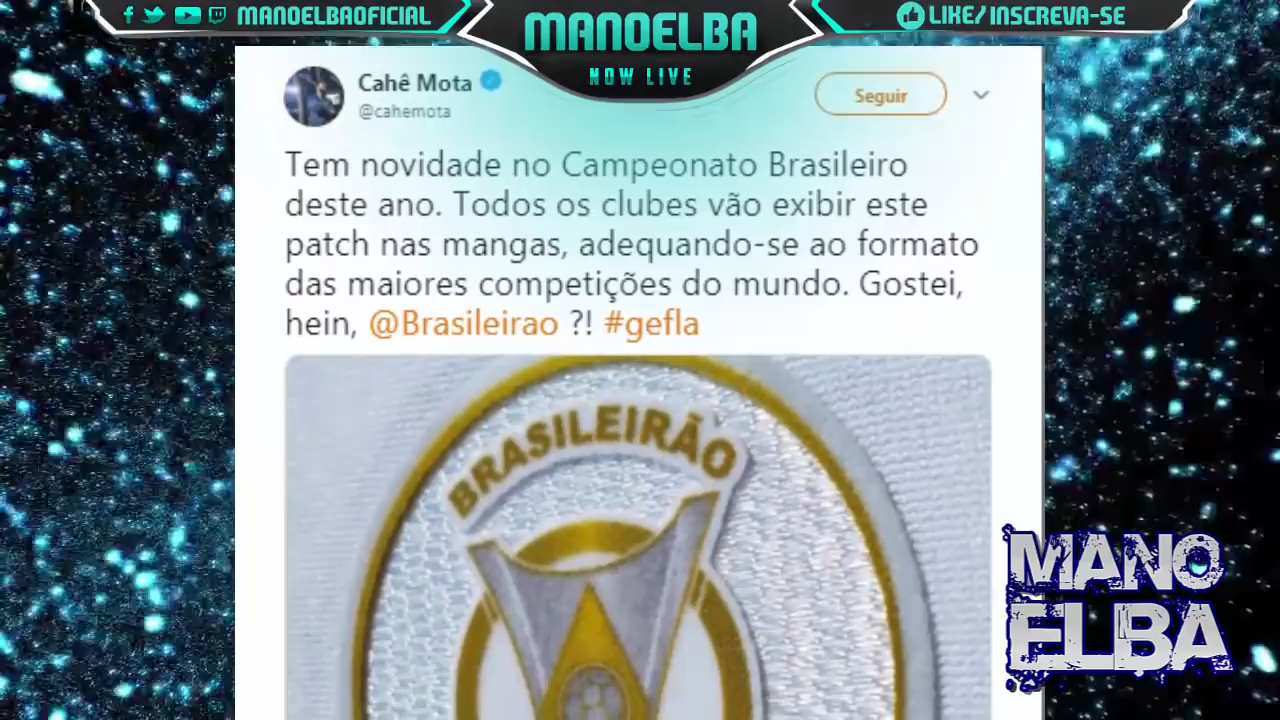 MANOELBAOFICIAL
MANOELBA
NOW LIVE
LIKE/INSCREVA-SE
Cahê Mota
@cahemota
Seguir
Tem novidade no Campeonato Brasileiro
deste ano. Todos os clubes vão exibir este
patch nas mangas, adequando-se ao formato
das maiores competições do mundo. Gostei,
hein, @Brasileirao ?! #gefla
BRASILEIRÃO
MANO
ELBA